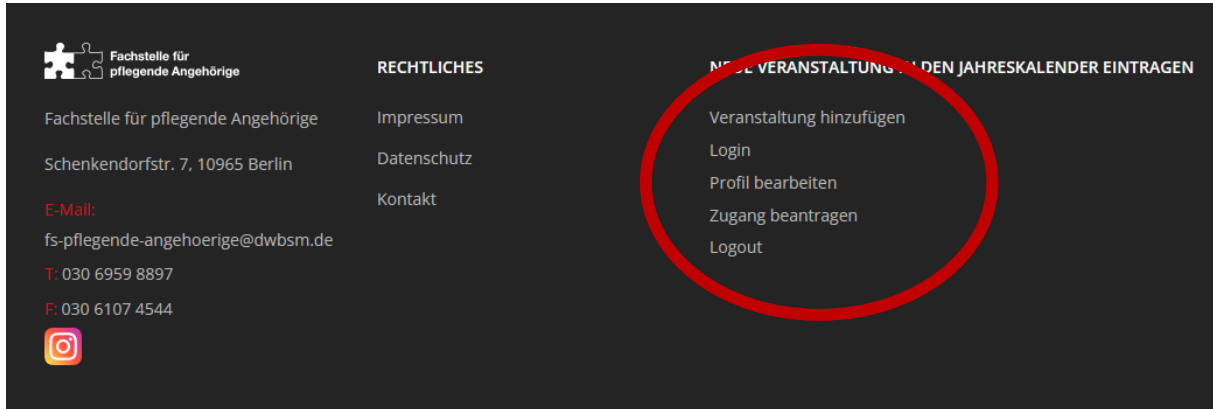 Fachstelle für
pflegende Angehörige
Fachstelle für pflegende Angehörige
Schenkendorfstr. 7, 10965 Berlin
E-Mail:
fs-pflegende-angehoerige@dwbsm.de
T: 030 6959 8897
F: 030 6107 4544
RECHTLICHES
Impressum
Datenschutz
Kontakt
NEUE VERANSTALTUNG IN DEN JAHRESKALENDER EINTRAGEN
Veranstaltung hinzufügen
Login
Profil bearbeiten
Zugang beantragen
Logout